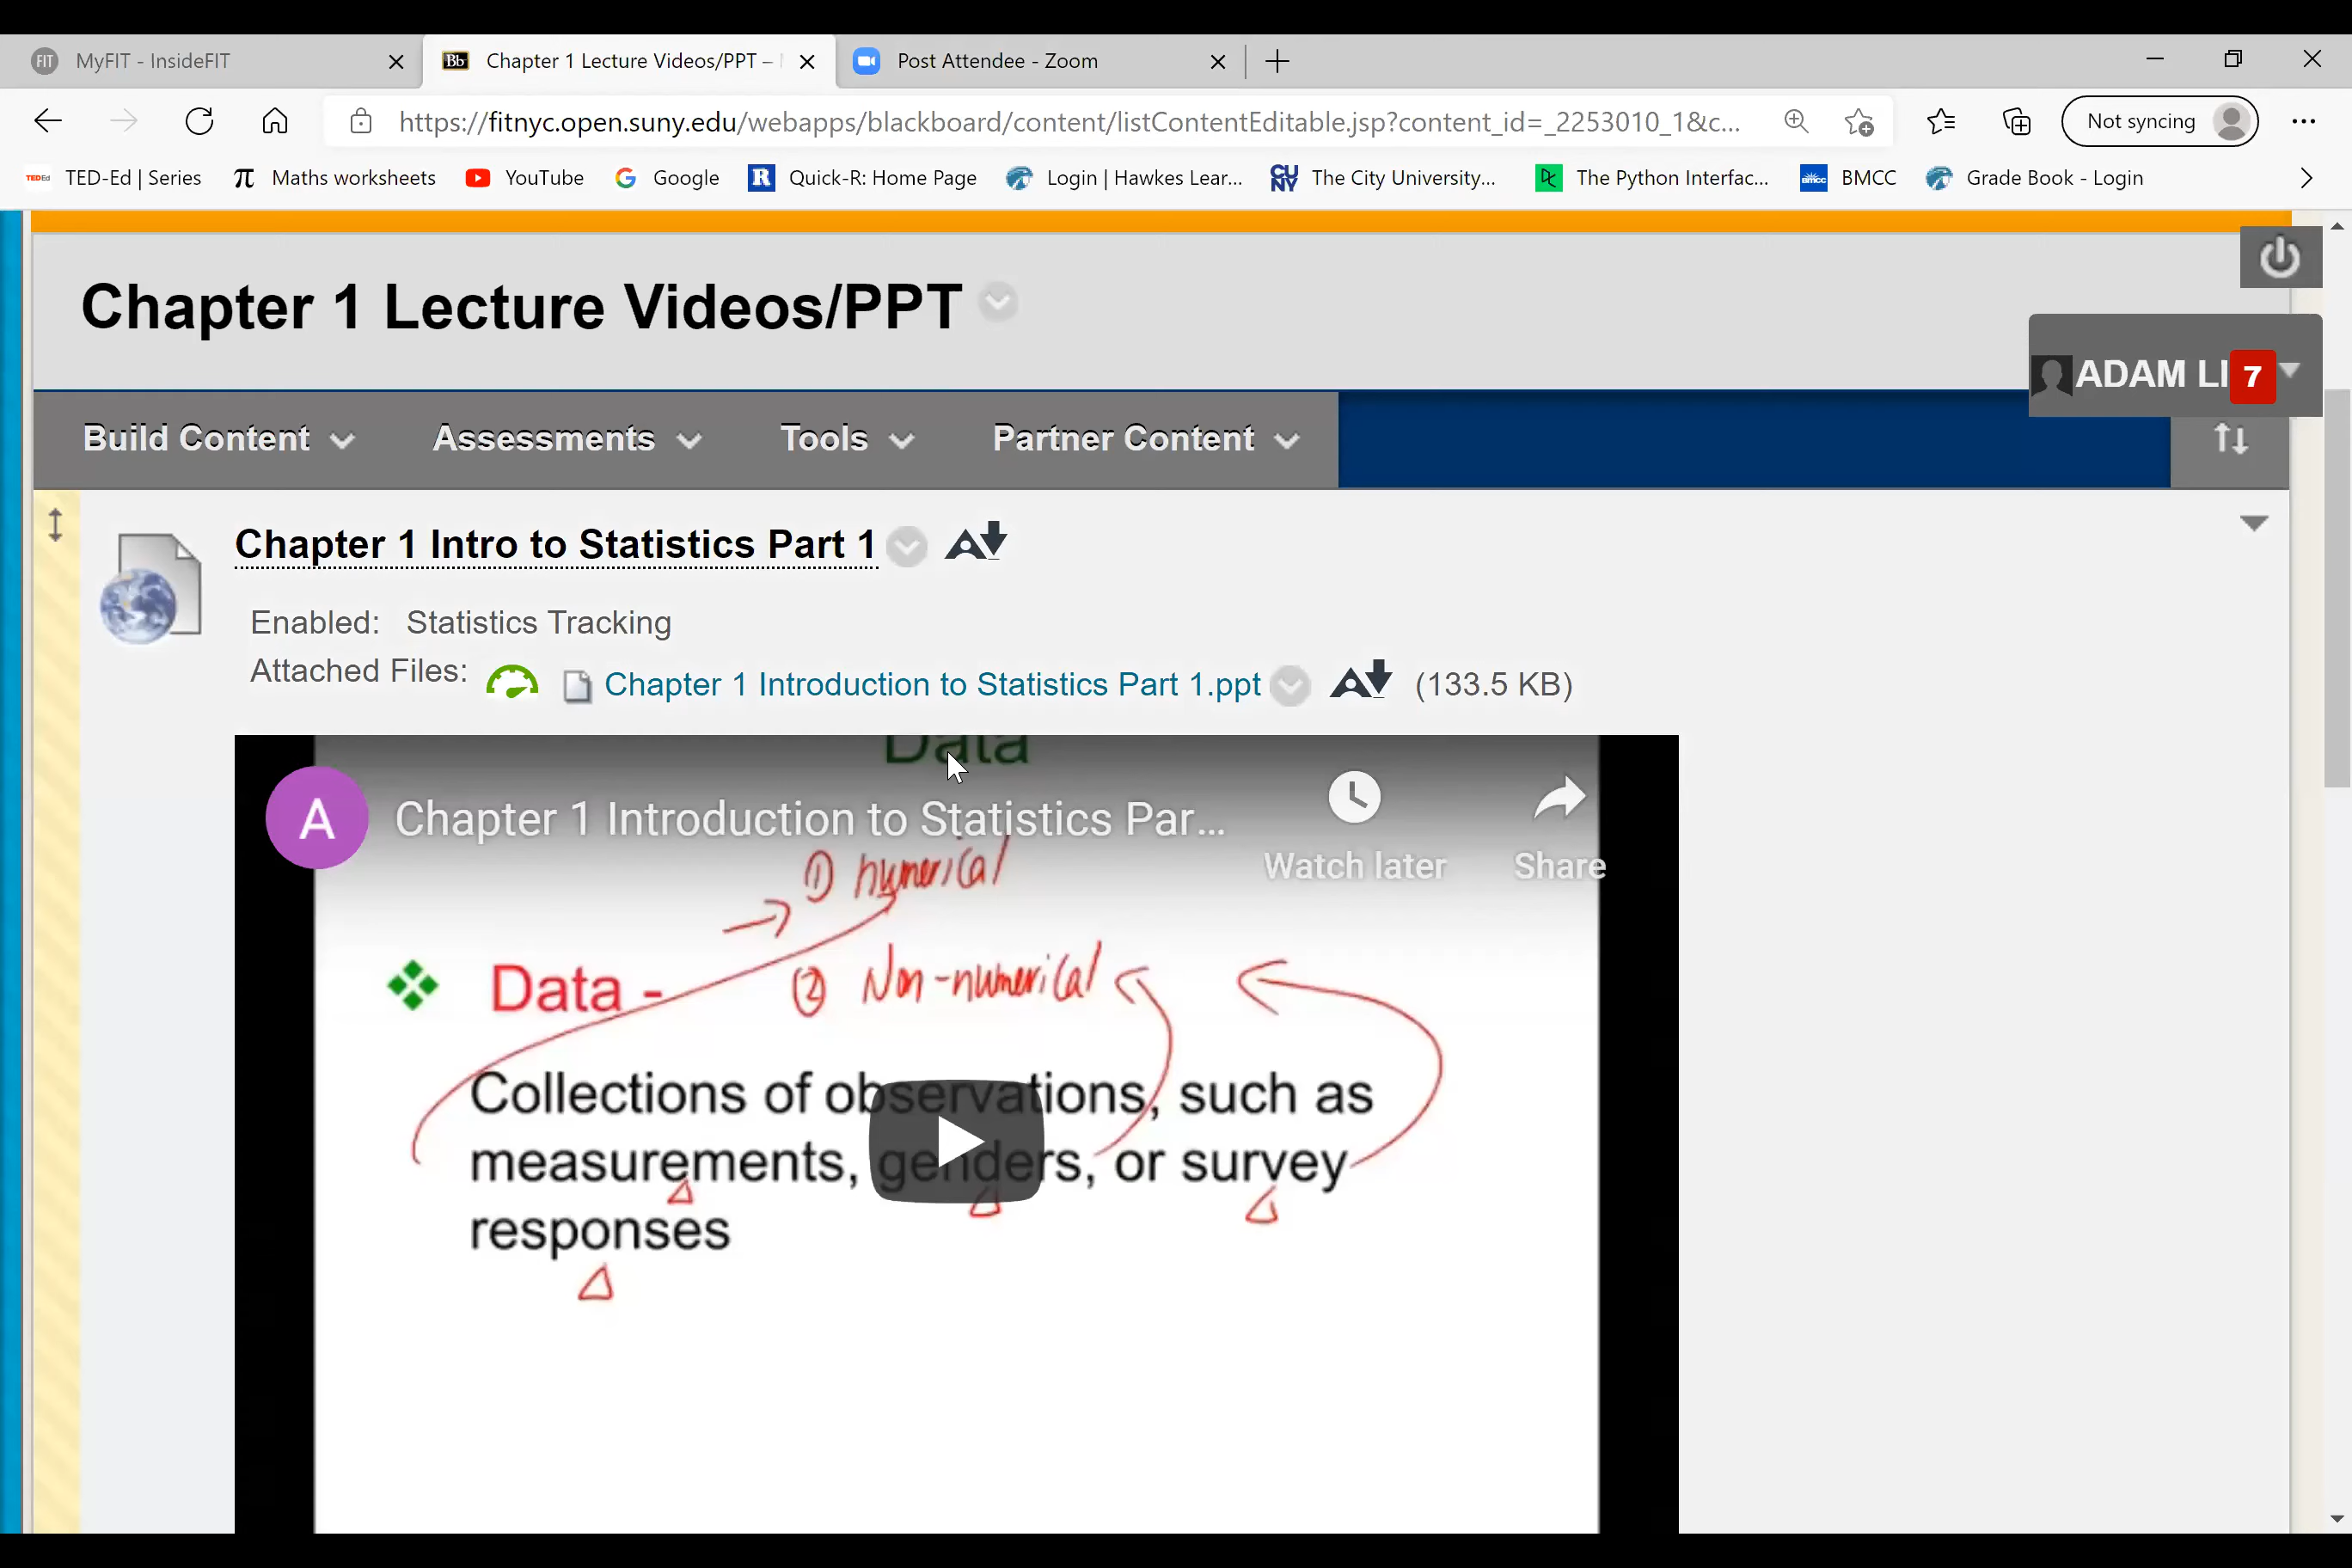 FIT MyFIT - InsideFIT
Bb Chapter 1 Lecture Videos/PPT –
Post Attendee - Zoom
https://fitnyc.open.suny.edu/webapps/blackboard/content/listContentEditable.jsp?content_id=_2253010_1&c...
Not syncing
TED-Ed | Series
Maths worksheets
YouTube
Google
Quick-R: Home Page
Login | Hawkes Lear...
CUNY The City University...
The Python Interfac...
BMCC
Grade Book - Login
Chapter 1 Lecture Videos/PPT
ADAM LI 7
Build Content
Assessments
Tools
Partner Content
Chapter 1 Intro to Statistics Part 1
Enabled: Statistics Tracking
Attached Files: Chapter 1 Introduction to Statistics Part 1.ppt (133.5 KB)
Data
A Chapter 1 Introduction to Statistics Par...
Watch later
Share
① numerical
Data -
② Non-numerical
Collections of observations, such as
measurements, genders, or survey
responses